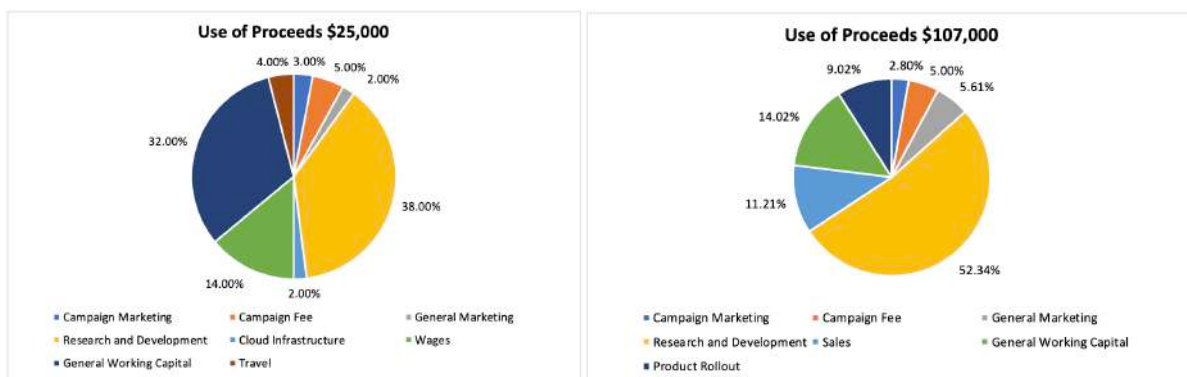 Use of Proceeds $25,000
4.00% 3.00%
5.00%
2.00%
32.00%
38.00%
14.00%
2.00%
Campaign Marketing Campaign Fee General Marketing
Research and Development Cloud Infrastructure Wages
General Working Capital Travel
Use of Proceeds $107,000
9.02% 2.80%
5.00%
5.61%
14.02%
11.21%
52.34%
Campaign Marketing Campaign Fee General Marketing
Research and Development Sales General Working Capital
Product Rollout